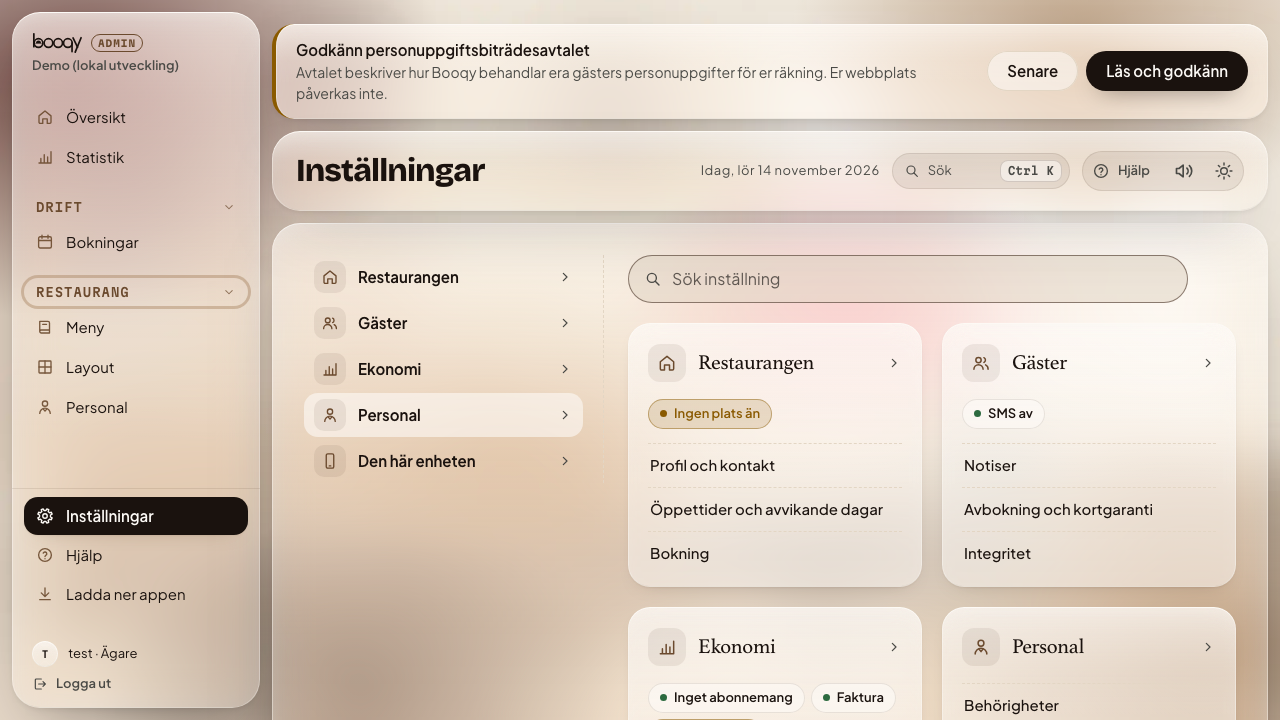 booqy ADMIN
Demo (lokal utveckling)
Översikt
Statistik
DRIFT
Bokningar
RESTAURANG
Meny
Layout
Personal
Inställningar
Hjälp
Ladda ner appen
T test · Ägare
Logga ut
Godkänn personuppgiftsbiträdesavtalet
Avtalet beskriver hur Booqy behandlar era gästers personuppgifter för er räkning. Er webbplats
påverkas inte.
Senare
Läs och godkänn
Inställningar
Idag, lör 14 november 2026
Sök Ctrl K
Hjälp
Restaurangen
Gäster
Ekonomi
Personal
Den här enheten
Sök inställning
Restaurangen
Ingen plats än
Profil och kontakt
Öppettider och avvikande dagar
Bokning
Gäster
SMS av
Notiser
Avbokning och kortgaranti
Integritet
Ekonomi
Inget abonnemang
Faktura
Personal
Behörigheter